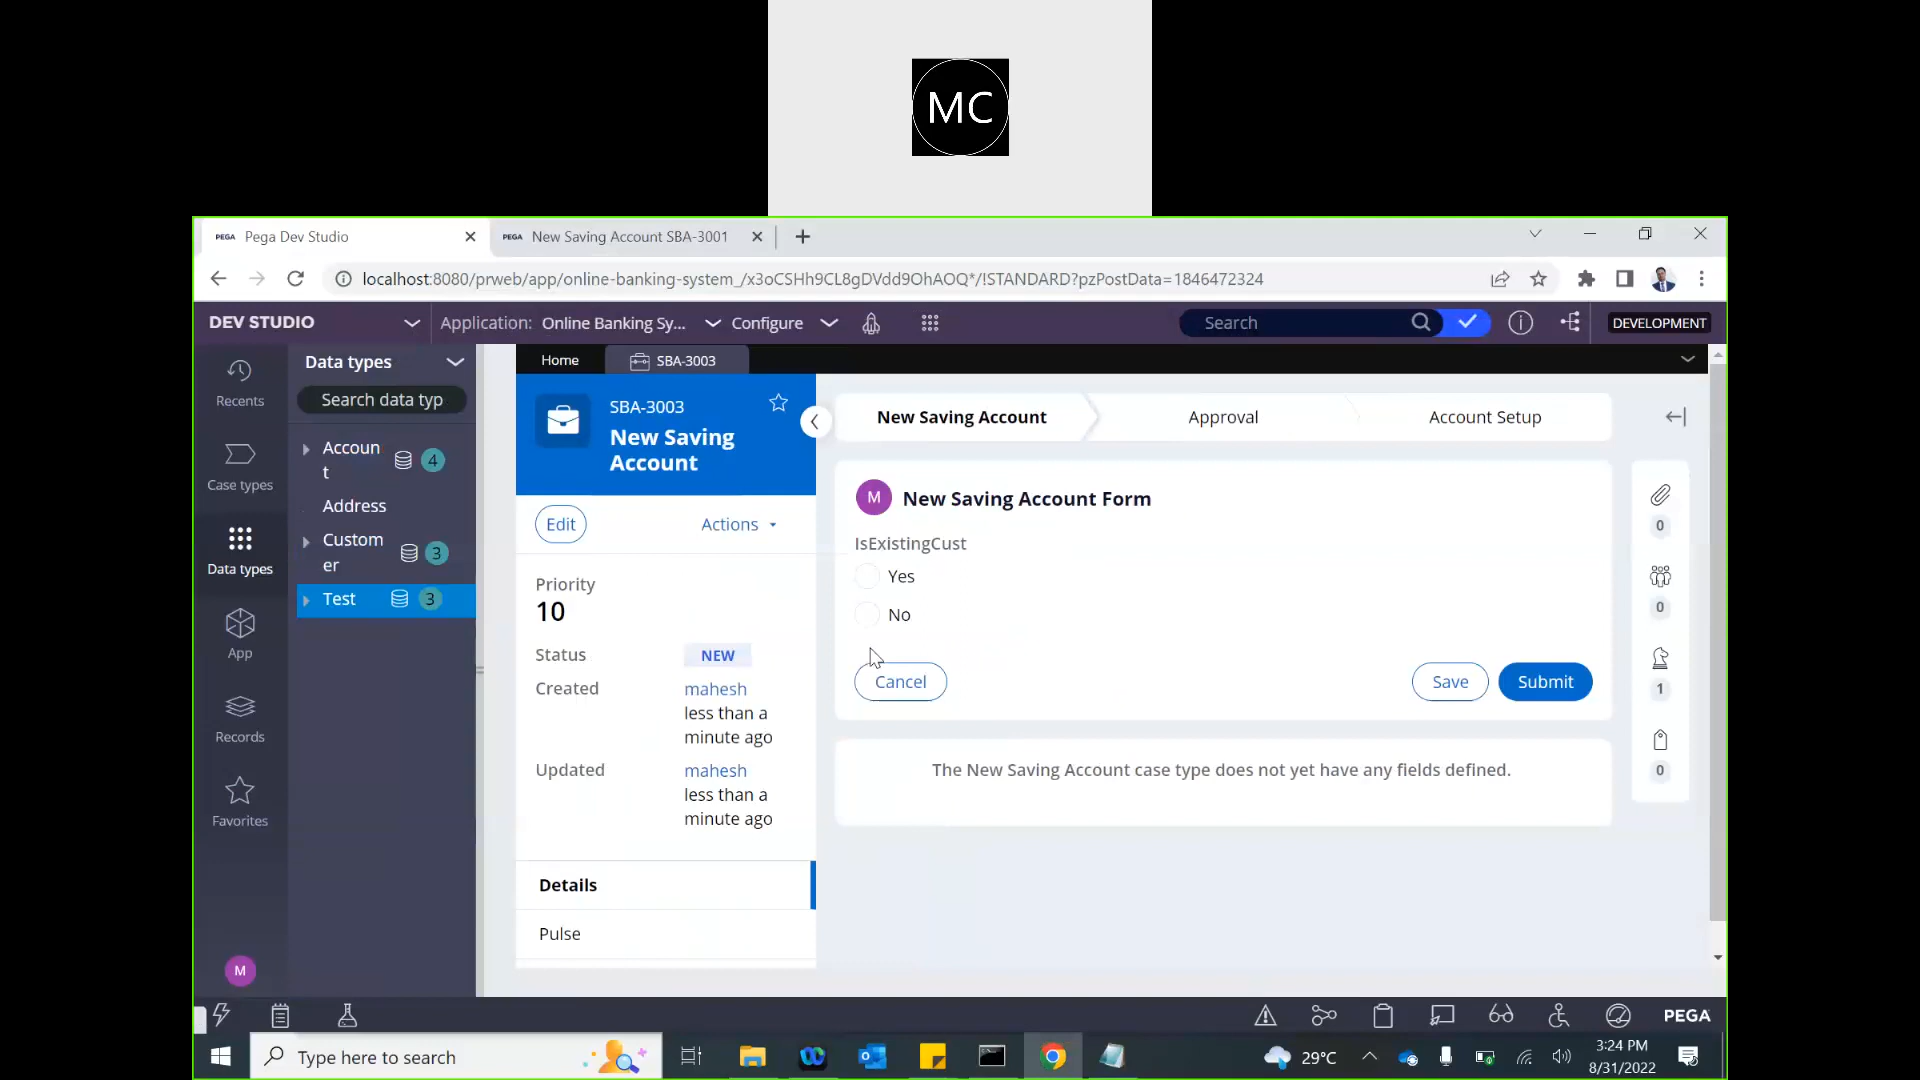 MC
PEGA Pega Dev Studio
PEGA New Saving Account SBA-3001
localhost:8080/prweb/app/online-banking-system_/x3oCSHh9CL8gDVdd9OhAOQ*/!STANDARD?pzPostData=1846472324
DEV STUDIO
Application: Online Banking Sy...
Configure
Search
DEVELOPMENT
Recents
Case types
Data types
App
Records
Favorites
M
Data types
Search data typ
Accoun
t
4
Address
Custom
er
3
Test
3
Home
SBA-3003
SBA-3003
New Saving
Account
Edit
Actions
Priority
10
Status
NEW
Created
mahesh
less than a
minute ago
Updated
mahesh
less than a
minute ago
Details
Pulse
New Saving Account
Approval
Account Setup
M
New Saving Account Form
IsExistingCust
Yes
No
Cancel
Save
Submit
The New Saving Account case type does not yet have any fields defined.
0
0
1
0
PEGA
Type here to search
29°C
3:24 PM
8/31/2022